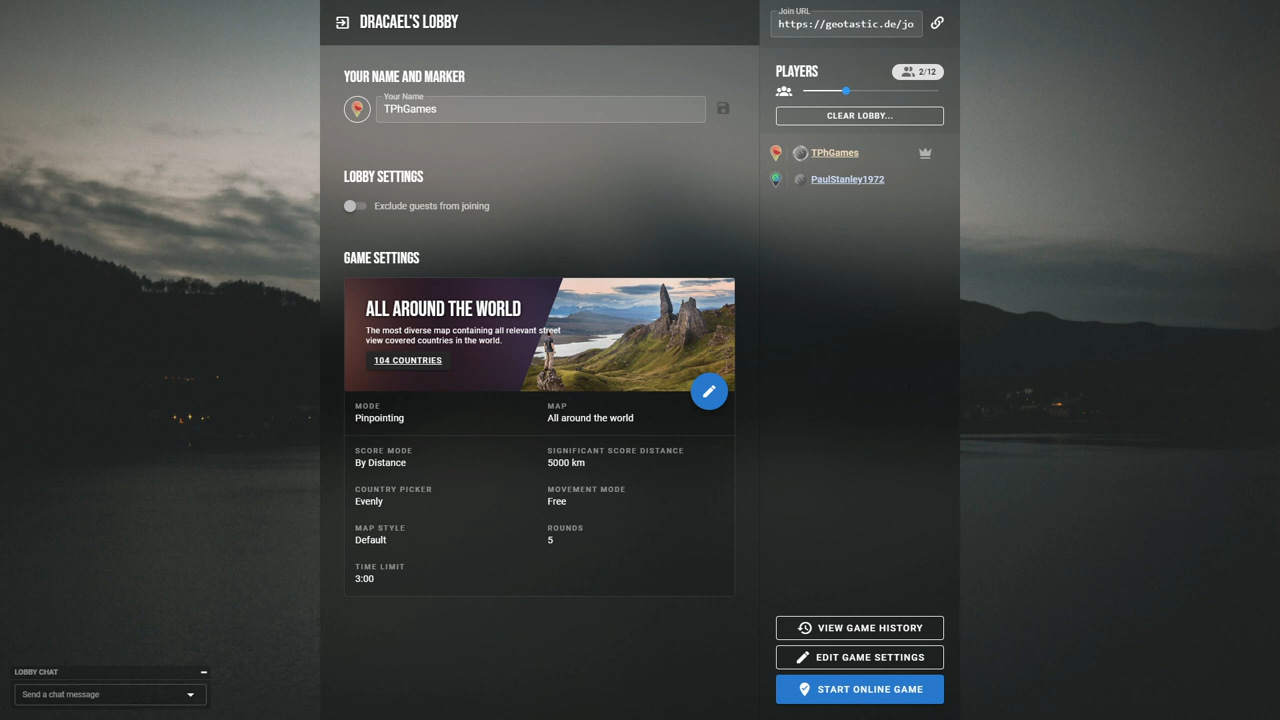 DRACAEL'S LOBBY
YOUR NAME AND MARKER
Your Name
TPhGames
LOBBY SETTINGS
Exclude guests from joining
GAME SETTINGS
ALL AROUND THE WORLD
The most diverse map containing all relevant street
view covered countries in the world.
104 COUNTRIES
MODE
Pinpointing
MAP
All around the world
SCORE MODE
By Distance
SIGNIFICANT SCORE DISTANCE
5000 km
COUNTRY PICKER
Evenly
MOVEMENT MODE
Free
MAP STYLE
Default
ROUNDS
5
TIME LIMIT
3:00
Join URL
https://geotastic.de/jo
PLAYERS
2/12
CLEAR LOBBY...
TPhGames
PaulStanley1972
VIEW GAME HISTORY
EDIT GAME SETTINGS
START ONLINE GAME
LOBBY CHAT
Send a chat message